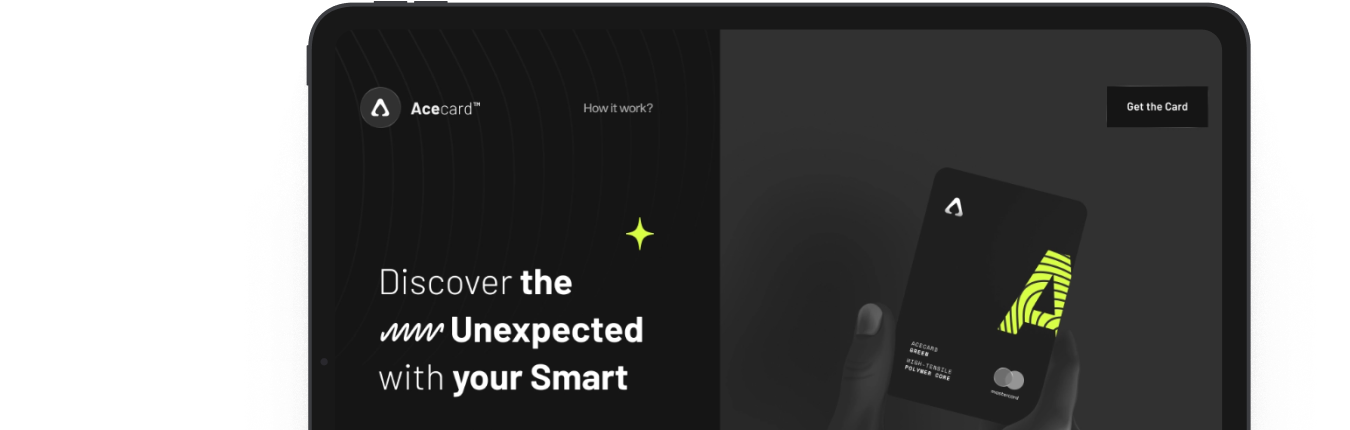 Acecard™
How it work?
Get the Card
Discover the
Unexpected
with your Smart
ACECARD
GREEN
HIGH-TENSILE
POLYMER CORE
mastercard